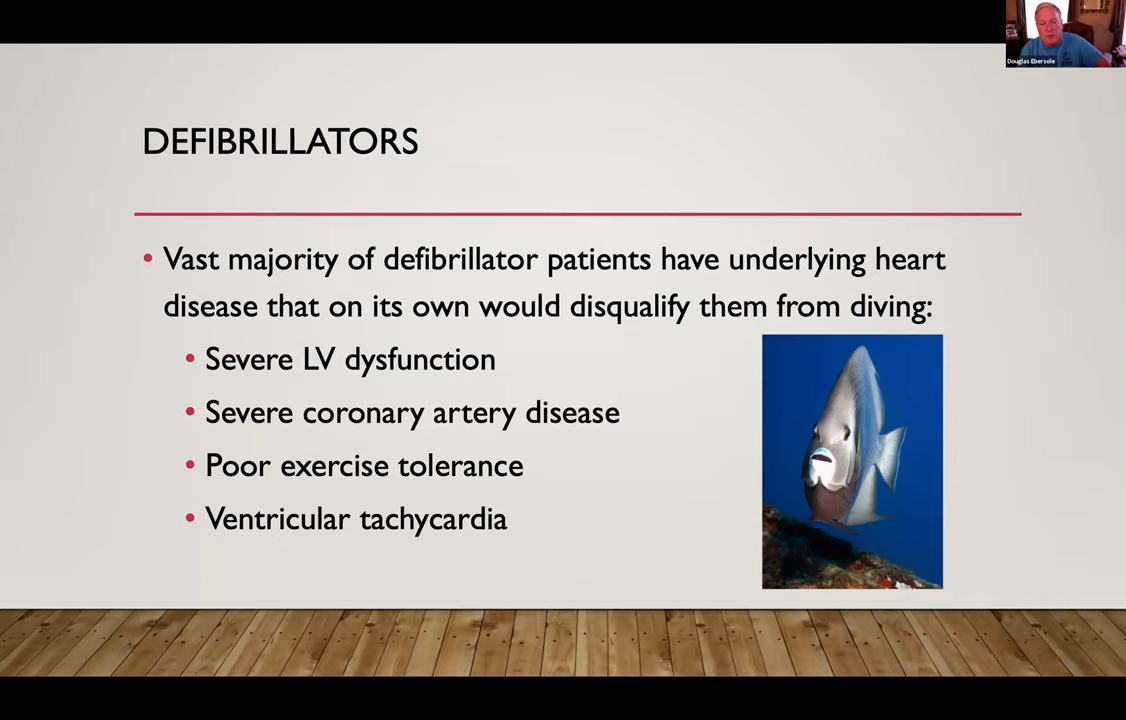 Douglas Ebersole
DEFIBRILLATORS
• Vast majority of defibrillator patients have underlying heart
disease that on its own would disqualify them from diving:
• Severe LV dysfunction
• Severe coronary artery disease
• Poor exercise tolerance
• Ventricular tachycardia